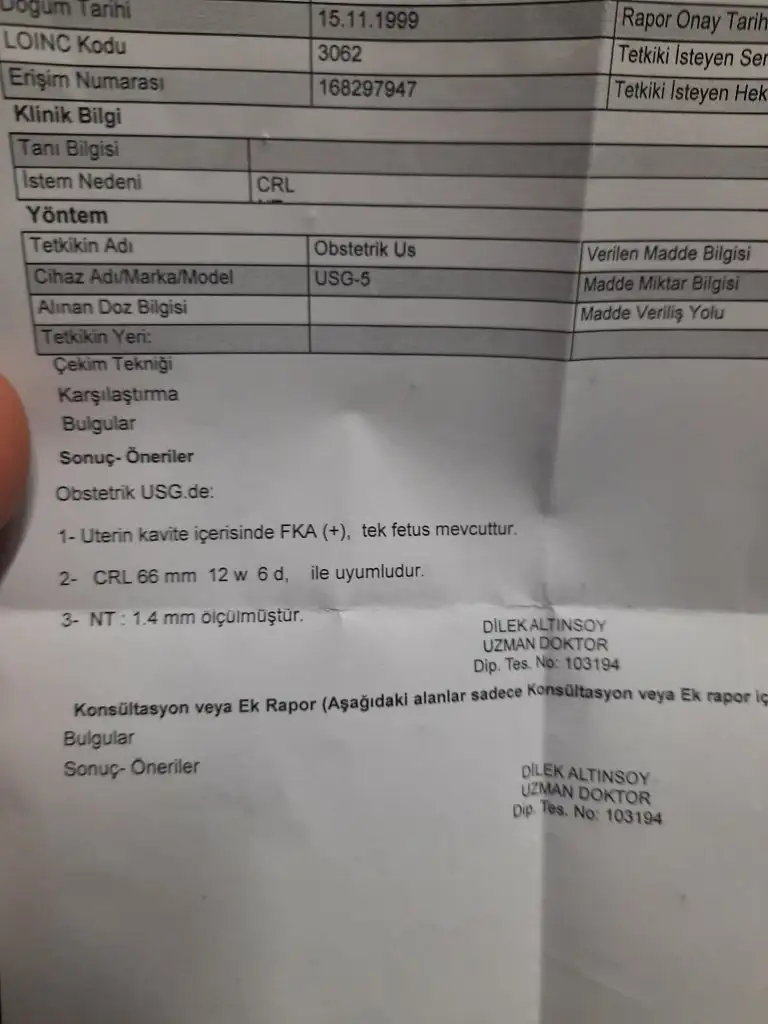 Doğum Tarihi 15.11.1999 Rapor Onay Tarih
LOINC Kodu 3062 Tetkiki İsteyen Ser
Erişim Numarası 168297947 Tetkiki İsteyen Hek
Klinik Bilgi
Tanı Bilgisi
İstem Nedeni CRL
Yöntem
Tetkikin Adı Obstetrik Us Verilen Madde Bilgisi
Cihaz Adı/Marka/Model USG-5 Madde Miktar Bilgisi
Alınan Doz Bilgisi Madde Veriliş Yolu
Tetkikin Yeri:
Çekim Tekniği
Karşılaştırma
Bulgular
Sonuç- Öneriler
Obstetrik USG.de:
1- Uterin kavite içerisinde FKA (+), tek fetus mevcuttur.
2- CRL 66 mm 12 w 6 d, ile uyumludur.
3- NT : 1.4 mm ölçülmüştür.
DİLEK ALTINSOY
UZMAN DOKTOR
Dip. Tes. No: 103194
Konsültasyon veya Ek Rapor (Aşağıdaki alanlar sadece Konsültasyon veya Ek rapor iç
Bulgular
Sonuç- Öneriler
DİLEK ALTINSOY
UZMAN DOKTOR
Dip. Tes. No: 103194